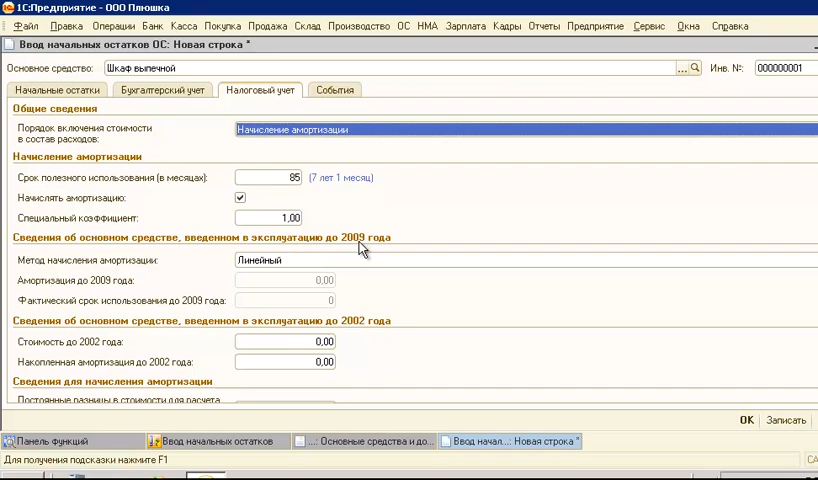 1С:Предприятие - ООО Плюшка
Файл Правка Операции Банк Касса Покупка Продажа Склад Производство ОС НМА Зарплата Кадры Отчеты Предприятие Сервис Окна Справка
Ввод начальных остатков ОС: Новая строка *
Основное средство: Шкаф выпечной ... Инв. №: 000000001
Начальные остатки Бухгалтерский учет Налоговый учет События
Общие сведения
Порядок включения стоимости
в состав расходов: Начисление амортизации
Начисление амортизации
Срок полезного использования (в месяцах): 85 (7 лет 1 месяц)
Начислять амортизацию:
Специальный коэффициент: 1,00
Сведения об основном средстве, введенном в эксплуатацию до 2009 года
Метод начисления амортизации: Линейный
Амортизация до 2009 года: 0,00
Фактический срок использования до 2009 года: 0
Сведения об основном средстве, введенном в эксплуатацию до 2002 года
Стоимость до 2002 года: 0,00
Накопленная амортизация до 2002 года: 0,00
Сведения для начисления амортизации
Постоянные разницы в стоимости для расчета
OK Записать
Панель функций Ввод начальных остатков ...: Основные средства и до... Ввод начал...: Новая строка *
Для получения подсказки нажмите F1